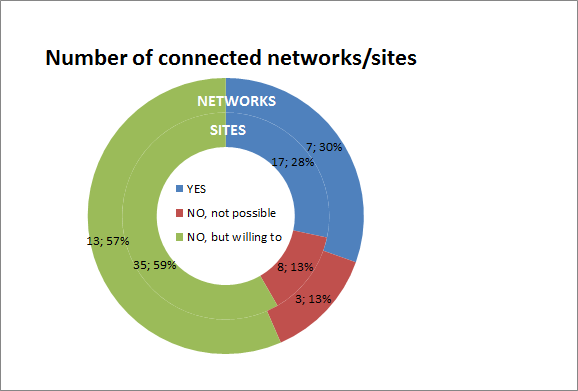 Number of connected networks/sites
NETWORKS
SITES
7; 30%
17; 28%
YES
NO, not possible
NO, but willing to
13; 57%
35; 59%
8; 13%
3; 13%